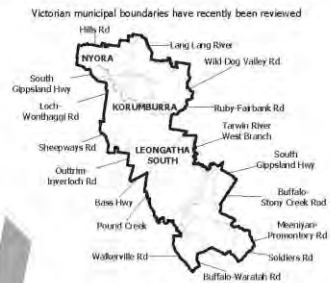 Victorian municipal boundaries have recently been reviewed
Hills Rd
Lang Lang River
NYORA
Wild Dog Valley Rd
South
Gippsland Hwy
Loch-
Wonthaggi Rd
KORUMBURRA
Ruby-Fairbank Rd
Tarwin River
West Branch
Sheepways Rd
LEONGATHA
SOUTH
South
Gippsland Hwy
Outtrim-
Inverloch Rd
Buffalo-
Stony Creek Road
Bass Hwy
Meeniyan-
Promontory Rd
Pound Creek
Walkerville Rd
Soldiers Rd
Buffalo-Waratah Rd